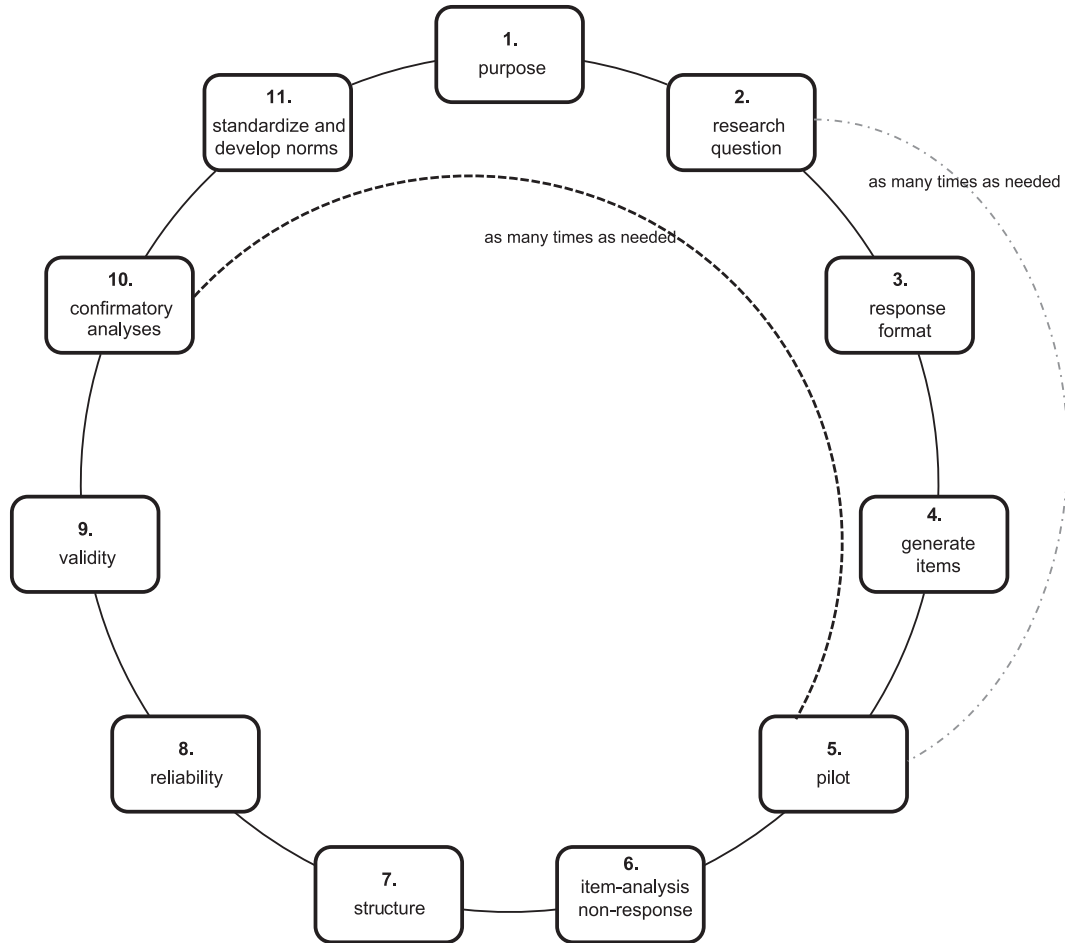 1.
purpose
2.
research
question
as many times as needed
3.
response
format
4.
generate
items
5.
pilot
6.
item-analysis
non-response
7.
structure
8.
reliability
9.
validity
10.
confirmatory
analyses
11.
standardize and
develop norms
as many times as needed